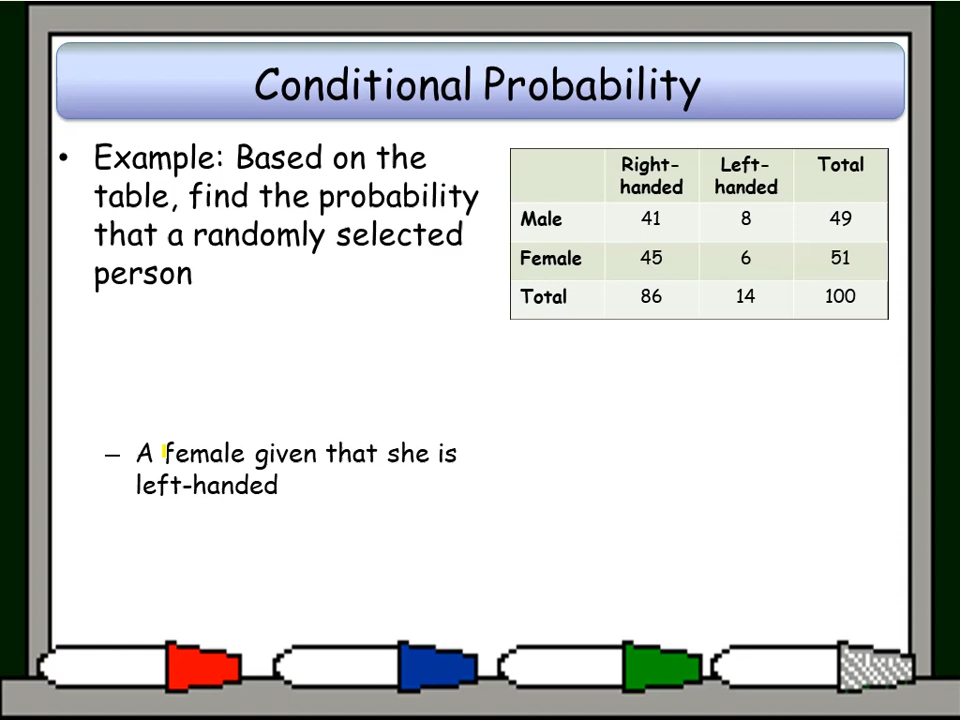 Conditional Probability
• Example: Based on the
table, find the probability
that a randomly selected
person
Right- Left- Total
handed handed
Male 41 8 49
Female 45 6 51
Total 86 14 100
– A female given that she is
left-handed